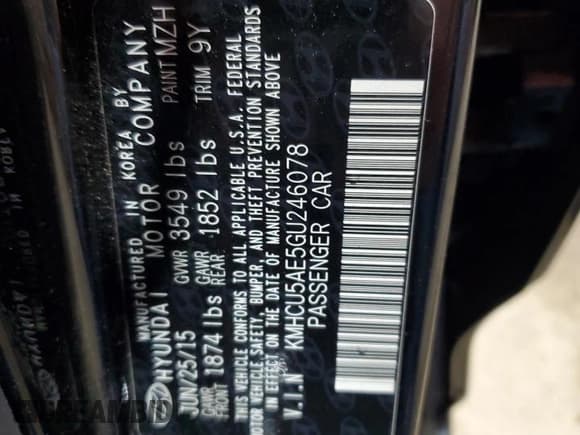 MANUFACTURED IN KOREA BY
HYUNDAI MOTOR COMPANY
JUN/25/15 GVWR 3549 lbs PAINT MZH
GAWR FRONT 1874 lbs GAWR REAR 1852 lbs TRIM 9Y
THIS VEHICLE CONFORMS TO ALL APPLICABLE U.S.A. FEDERAL
MOTOR VEHICLE SAFETY, BUMPER, AND THEFT PREVENTION STANDARDS
IN EFFECT ON THE DATE OF MANUFACTURE SHOWN ABOVE
V.I.N KMHCU5AE5GU246078
PASSENGER CAR